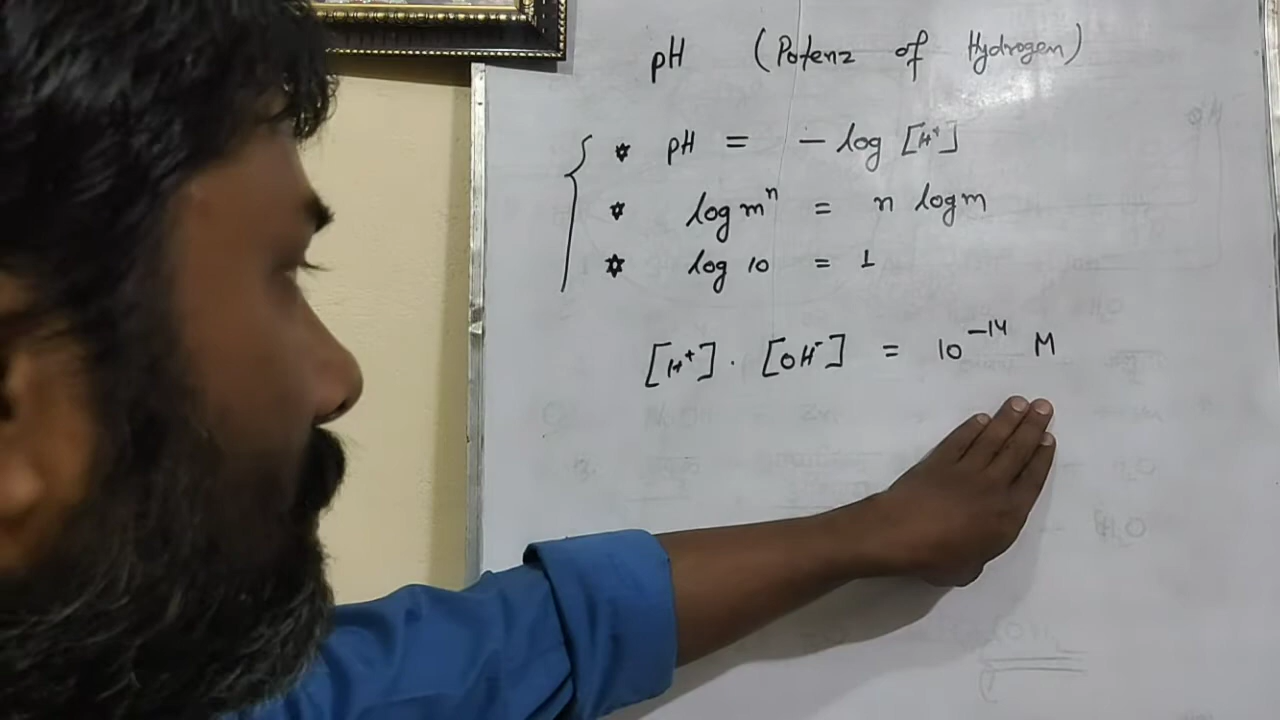 pH (Potenz of Hydrogen)
{ ✡ pH = - log [H⁺]
✡ log mⁿ = n log m
✡ log 10 = 1
[H⁺] . [OH⁻] = 10⁻¹⁴ M